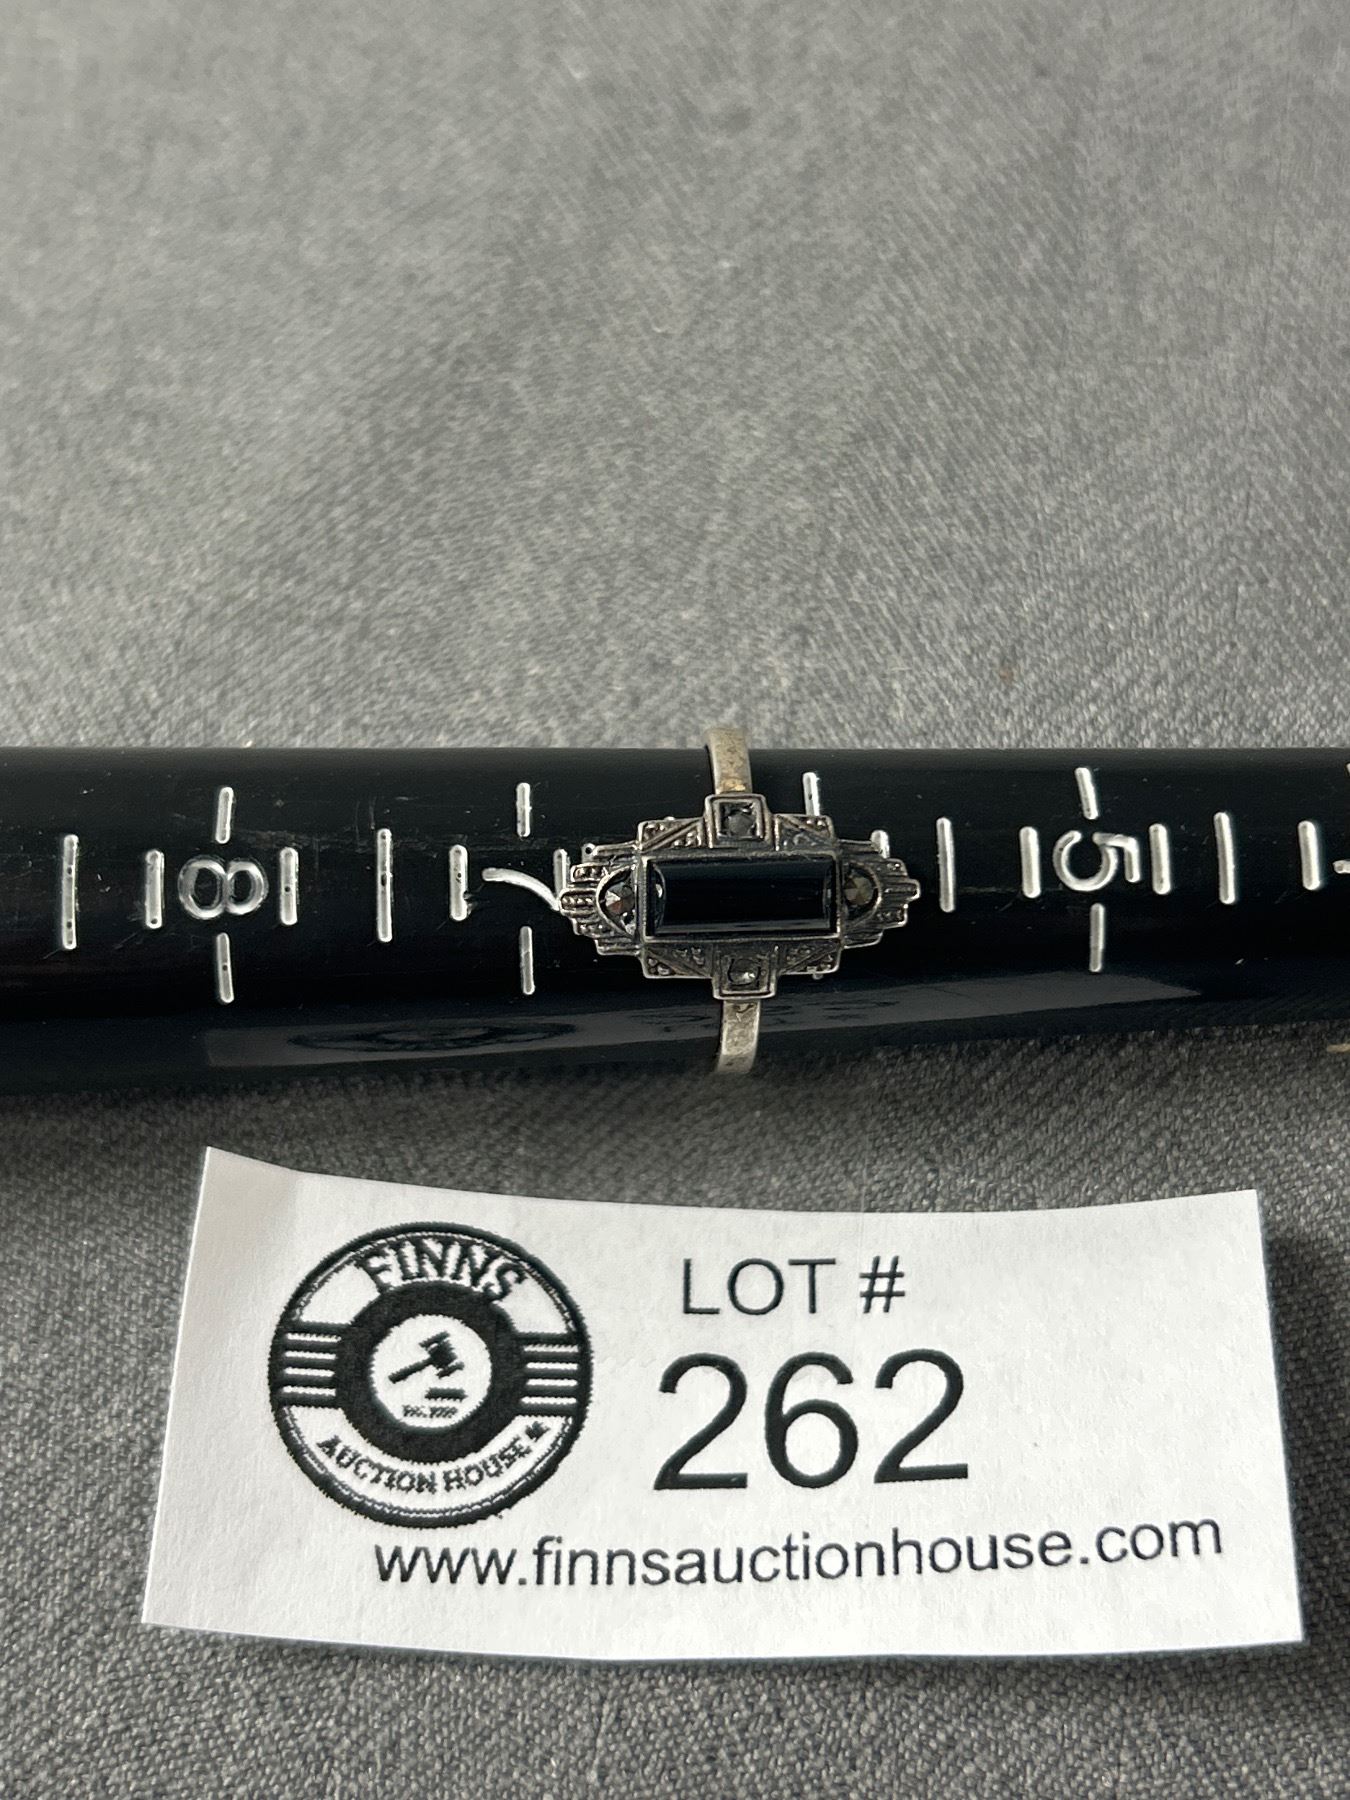 8 7 5
FINNS
AUCTION HOUSE
LOT #
262
www.finnsauctionhouse.com